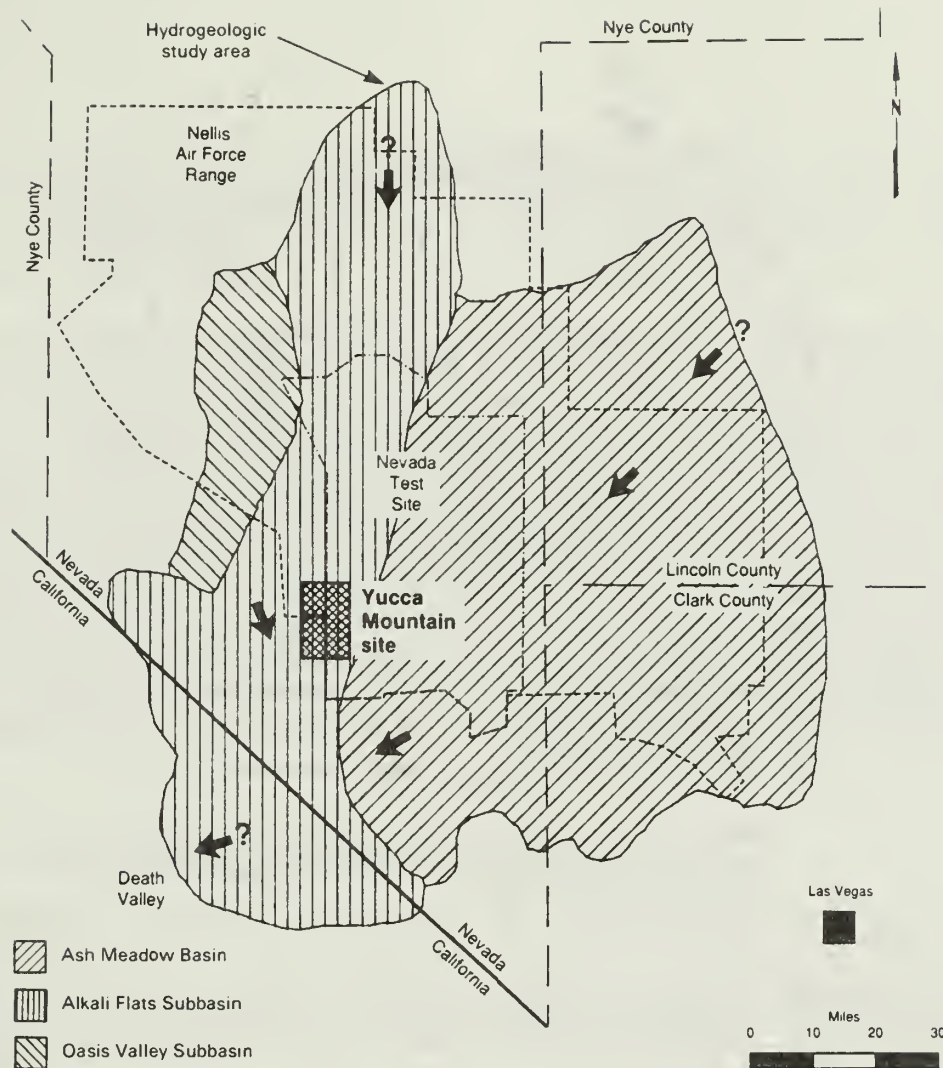 Hydrogeologic
study area
Nye County
N
Nellis
Air Force
Range
?
Nye County
?
Nevada
Test
Site
Nevada
California
Lincoln County
Clark County
Yucca
Mountain
site
?
Death
Valley
Las Vegas
Nevada
California
Ash Meadow Basin
Alkali Flats Subbasin
Oasis Valley Subbasin
Miles
0 10 20 30